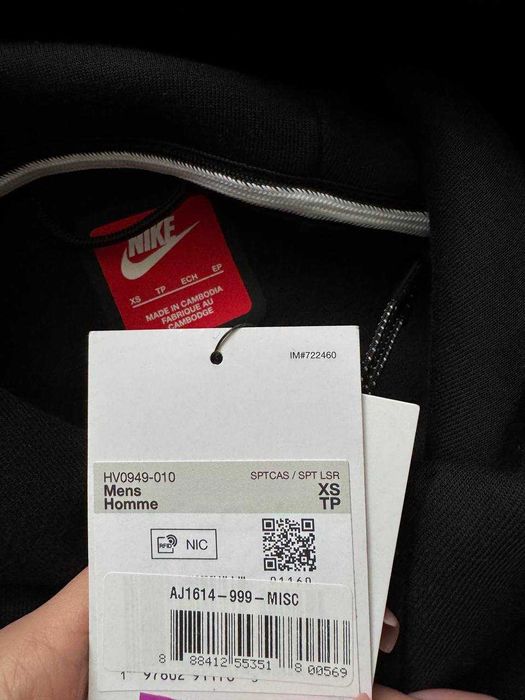 NIKE
XS TP ECH EP
MADE IN CAMBODIA
FABRIQUE AU
CAMBODGE
IM#722460
HV0949-010 SPTCAS / SPT LSR
Mens XS
Homme TP
RFID NIC
AJ1614-999-MISC
8 88412 55351 8 00569